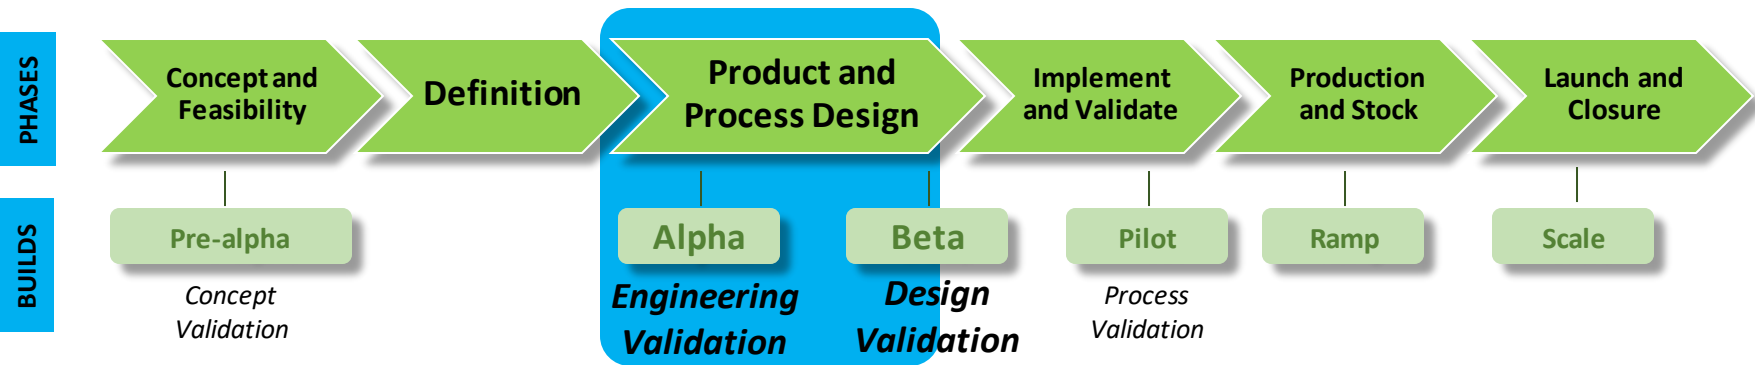 PHASES
Concept and
Feasibility
Definition
Product and
Process Design
Implement
and Validate
Production
and Stock
Launch and
Closure
BUILDS
Pre-alpha
Concept
Validation
Alpha
Engineering
Validation
Beta
Design
Validation
Pilot
Process
Validation
Ramp
Scale